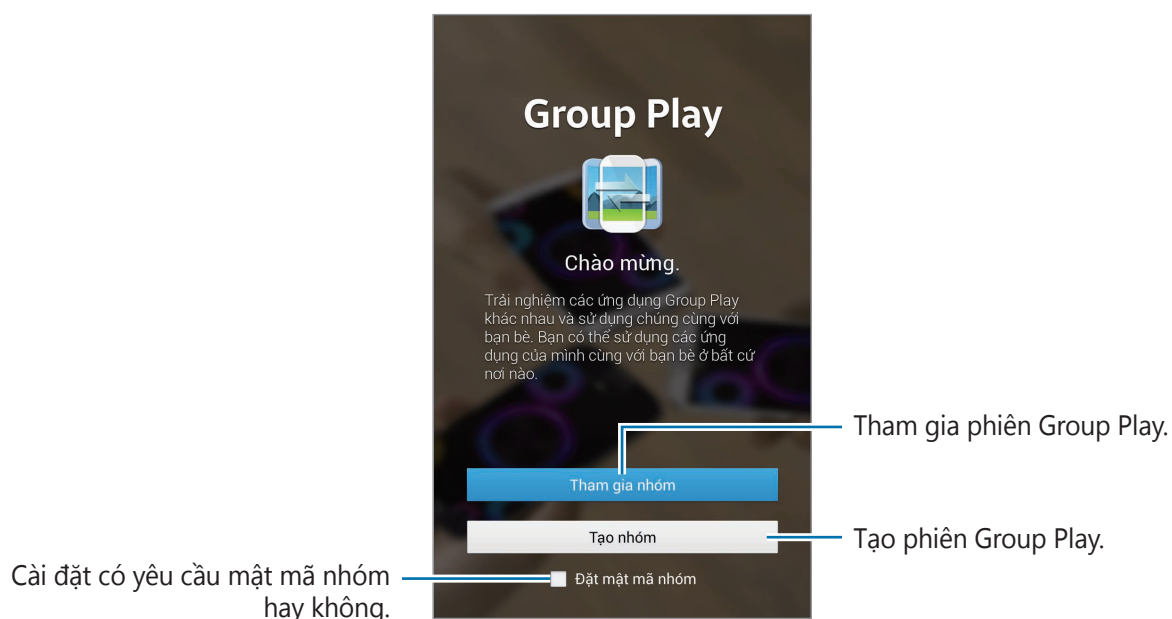 Group Play
Chào mừng.
Trải nghiệm các ứng dụng Group Play
khác nhau và sử dụng chúng cùng với
bạn bè. Bạn có thể sử dụng các ứng
dụng của mình cùng với bạn bè ở bất cứ
nơi nào.
Tham gia phiên Group Play.
Tham gia nhóm
Tạo nhóm
Tạo phiên Group Play.
Cài đặt có yêu cầu mật mã nhóm
hay không.
Đặt mật mã nhóm